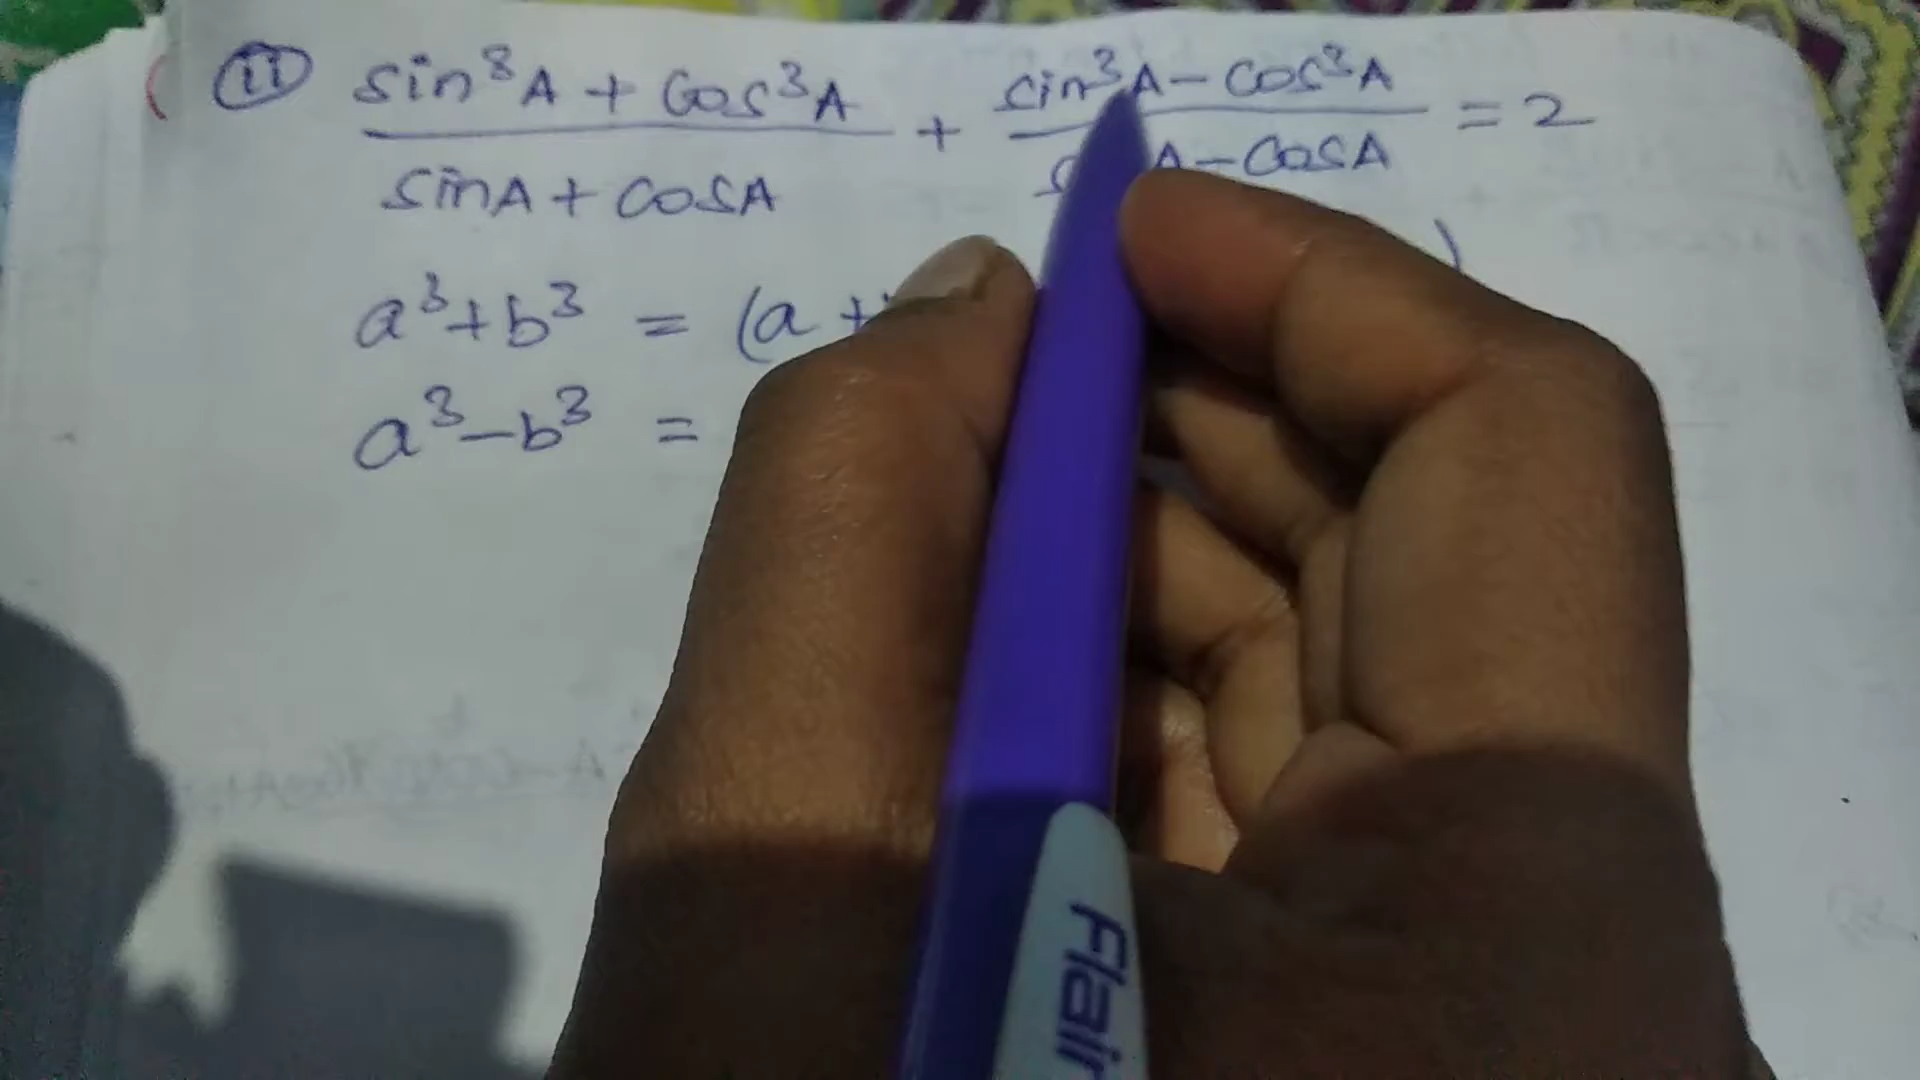 (ii) sin³A + Cos³A / sinA + cosA + sin³A - cos³A / A - cosA = 2
a³+b³ = (a + )
a³-b³ =
Flair